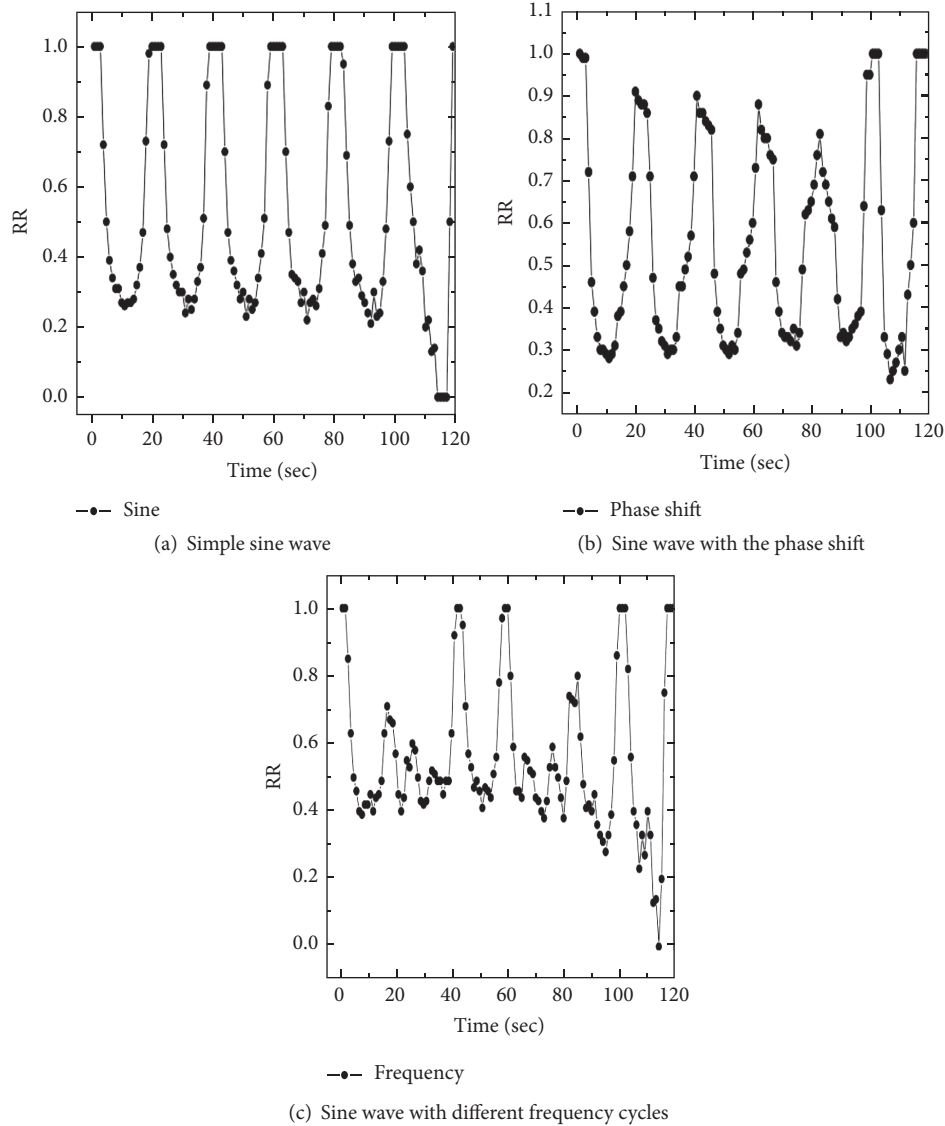 1.0
0.8
0.6
0.4
0.2
0.0
RR
0 20 40 60 80 100 120
Time (sec)
Sine
(a) Simple sine wave
1.1
1.0
0.9
0.8
0.7
0.6
0.5
0.4
0.3
0.2
RR
0 20 40 60 80 100 120
Time (sec)
Phase shift
(b) Sine wave with the phase shift
1.0
0.8
0.6
0.4
0.2
0.0
RR
0 20 40 60 80 100 120
Time (sec)
Frequency
(c) Sine wave with different frequency cycles